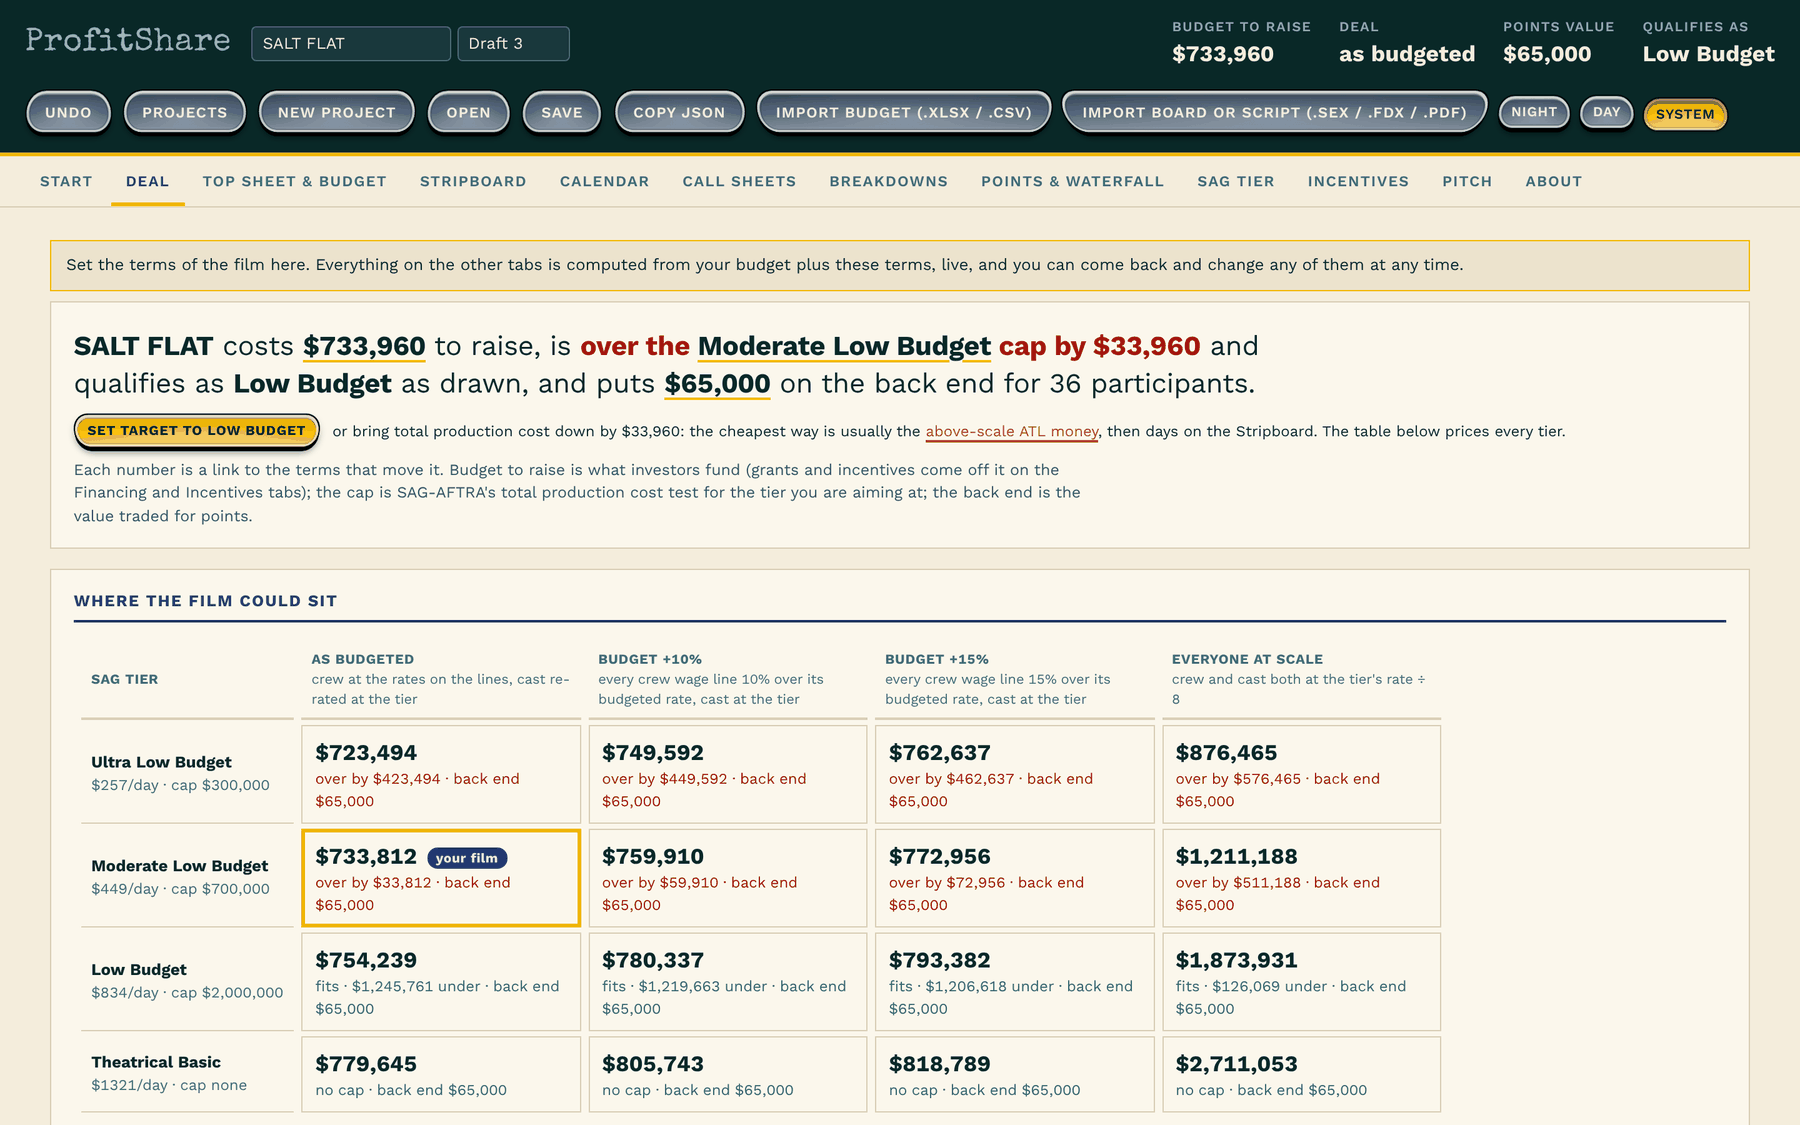 ProfitShare
SALT FLAT
Draft 3
BUDGET TO RAISE
$733,960
DEAL
as budgeted
POINTS VALUE
$65,000
QUALIFIES AS
Low Budget
UNDO
PROJECTS
NEW PROJECT
OPEN
SAVE
COPY JSON
IMPORT BUDGET (.XLSX / .CSV)
IMPORT BOARD OR SCRIPT (.SEX / .FDX / .PDF)
NIGHT
DAY
SYSTEM
START
DEAL
TOP SHEET & BUDGET
STRIPBOARD
CALENDAR
CALL SHEETS
BREAKDOWNS
POINTS & WATERFALL
SAG TIER
INCENTIVES
PITCH
ABOUT
Set the terms of the film here. Everything on the other tabs is computed from your budget plus these terms, live, and you can come back and change any of them at any time.
SALT FLAT costs $733,960 to raise, is over the Moderate Low Budget cap by $33,960 and
qualifies as Low Budget as drawn, and puts $65,000 on the back end for 36 participants.
SET TARGET TO LOW BUDGET
or bring total production cost down by $33,960: the cheapest way is usually the above-scale ATL money, then days on the Stripboard. The table below prices every tier.
Each number is a link to the terms that move it. Budget to raise is what investors fund (grants and incentives come off it on the
Financing and Incentives tabs); the cap is SAG-AFTRA's total production cost test for the tier you are aiming at; the back end is the
value traded for points.
WHERE THE FILM COULD SIT
SAG TIER
AS BUDGETED
crew at the rates on the lines, cast re-
rated at the tier
BUDGET +10%
every crew wage line 10% over its
budgeted rate, cast at the tier
BUDGET +15%
every crew wage line 15% over its
budgeted rate, cast at the tier
EVERYONE AT SCALE
crew and cast both at the tier's rate ÷
8
Ultra Low Budget
$257/day · cap $300,000
$723,494
over by $423,494 · back end
$65,000
$749,592
over by $449,592 · back end
$65,000
$762,637
over by $462,637 · back end
$65,000
$876,465
over by $576,465 · back end
$65,000
Moderate Low Budget
$449/day · cap $700,000
$733,812
your film
over by $33,812 · back end
$65,000
$759,910
over by $59,910 · back end
$65,000
$772,956
over by $72,956 · back end
$65,000
$1,211,188
over by $511,188 · back end
$65,000
Low Budget
$834/day · cap $2,000,000
$754,239
fits · $1,245,761 under · back end
$65,000
$780,337
fits · $1,219,663 under · back end
$65,000
$793,382
fits · $1,206,618 under · back end
$65,000
$1,873,931
fits · $126,069 under · back end
$65,000
Theatrical Basic
$1321/day · cap none
$779,645
no cap · back end $65,000
$805,743
no cap · back end $65,000
$818,789
no cap · back end $65,000
$2,711,053
no cap · back end $65,000